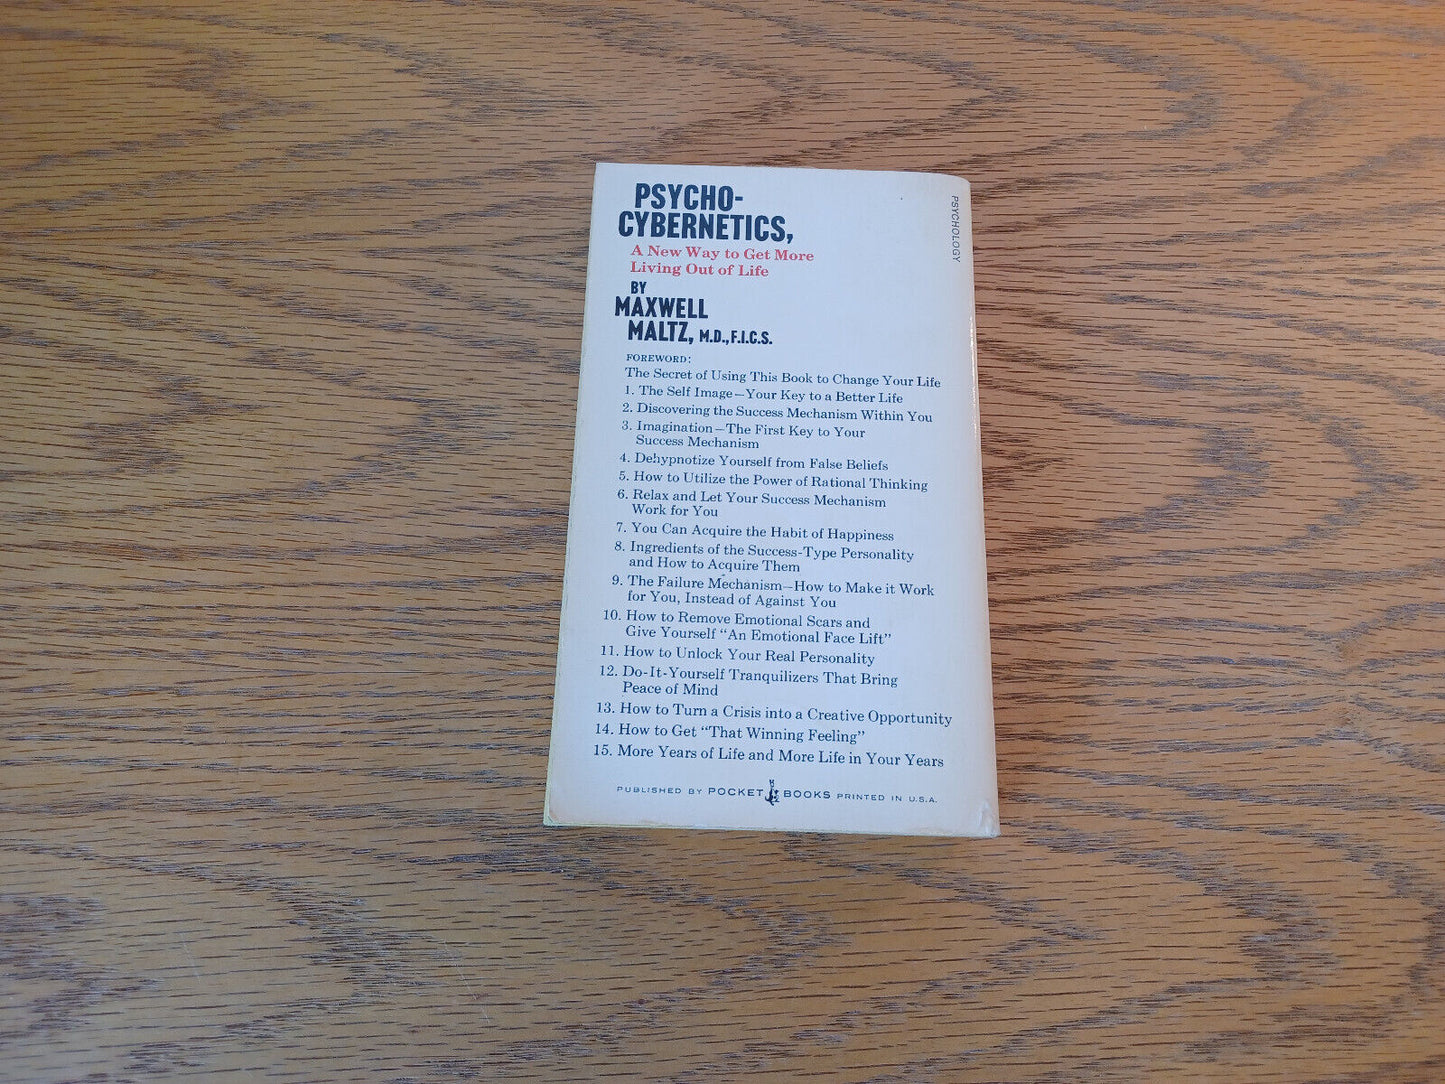 PSYCHO-
CYBERNETICS,
A New Way to Get More
Living Out of Life
BY
MAXWELL
MALTZ, M.D., F.I.C.S.
PSYCHOLOGY
FOREWORD:
The Secret of Using This Book to Change Your Life
1. The Self Image—Your Key to a Better Life
2. Discovering the Success Mechanism Within You
3. Imagination—The First Key to Your
Success Mechanism
4. Dehypnotize Yourself from False Beliefs
5. How to Utilize the Power of Rational Thinking
6. Relax and Let Your Success Mechanism
Work for You
7. You Can Acquire the Habit of Happiness
8. Ingredients of the Success-Type Personality
and How to Acquire Them
9. The Failure Mechanism—How to Make it Work
for You, Instead of Against You
10. How to Remove Emotional Scars and
Give Yourself "An Emotional Face Lift"
11. How to Unlock Your Real Personality
12. Do-It-Yourself Tranquilizers That Bring
Peace of Mind
13. How to Turn a Crisis into a Creative Opportunity
14. How to Get "That Winning Feeling"
15. More Years of Life and More Life in Your Years
PUBLISHED BY POCKET BOOKS PRINTED IN U.S.A.